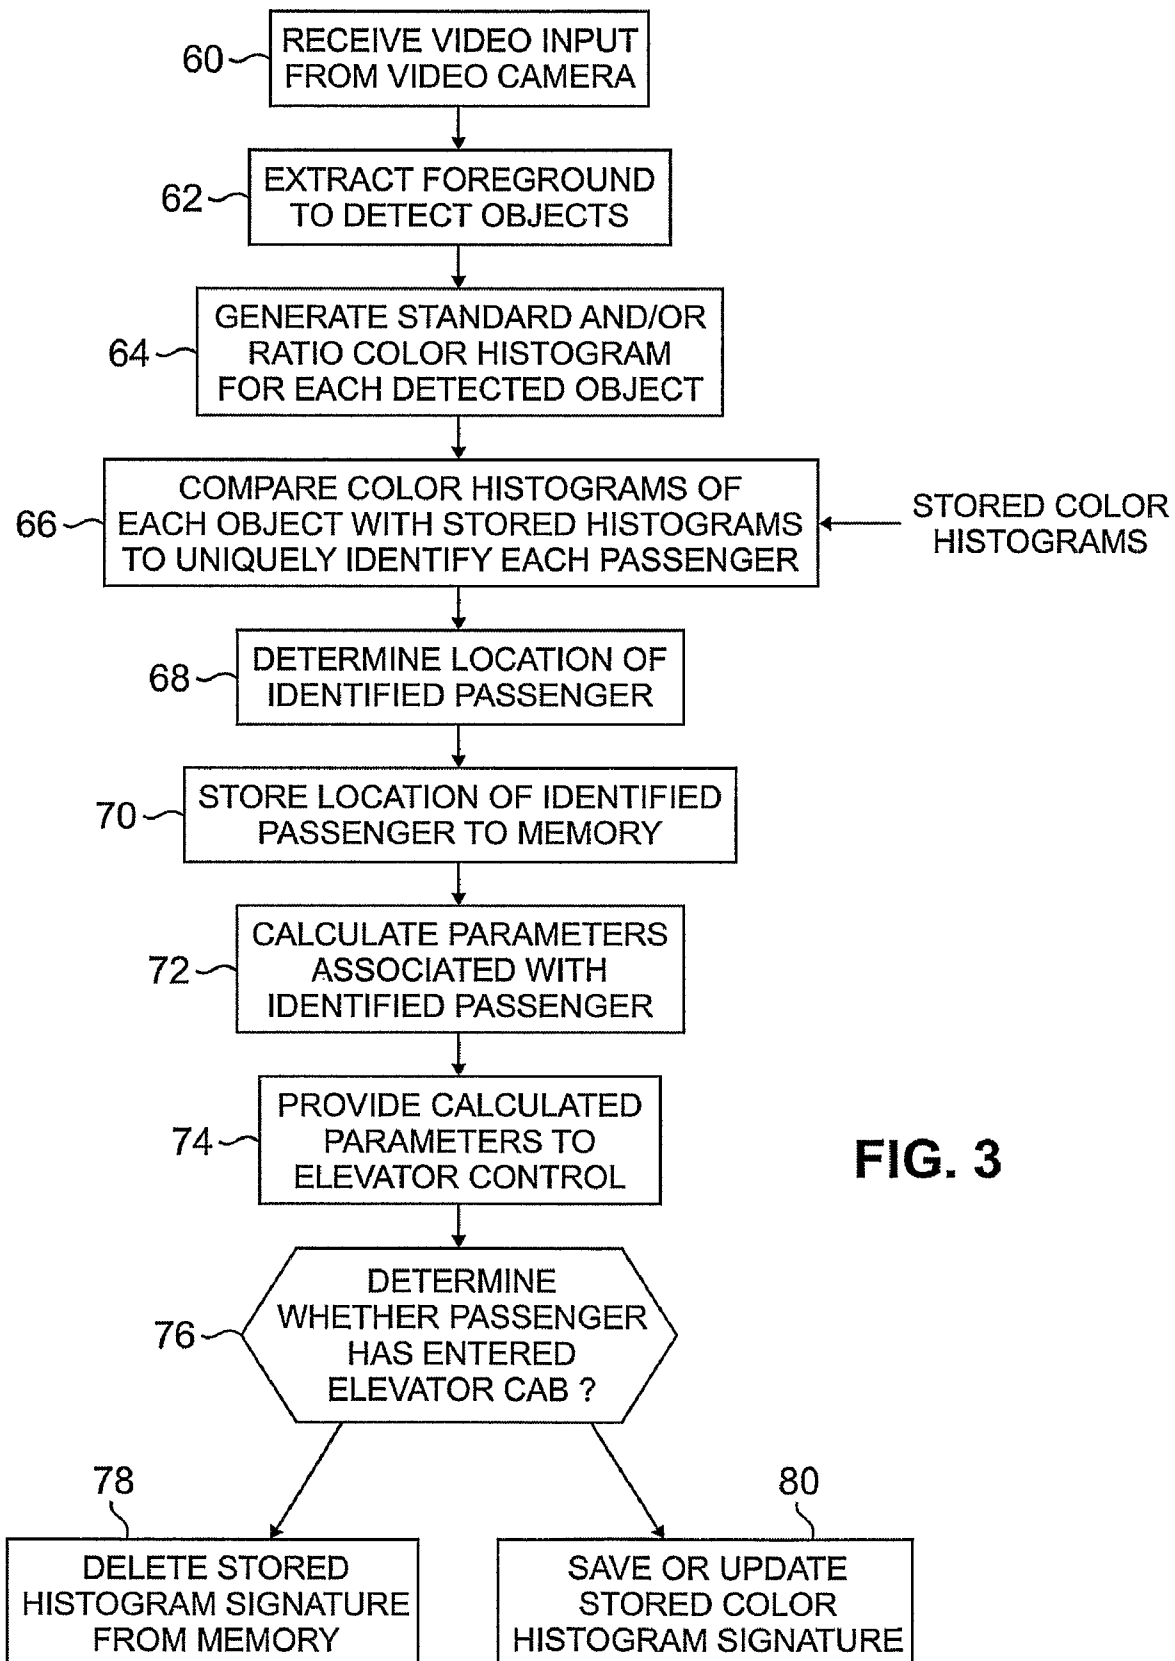 60
RECEIVE VIDEO INPUT
FROM VIDEO CAMERA
62
EXTRACT FOREGROUND
TO DETECT OBJECTS
64
GENERATE STANDARD AND/OR
RATIO COLOR HISTOGRAM
FOR EACH DETECTED OBJECT
66
COMPARE COLOR HISTOGRAMS OF
EACH OBJECT WITH STORED HISTOGRAMS
TO UNIQUELY IDENTIFY EACH PASSENGER
STORED COLOR
HISTOGRAMS
68
DETERMINE LOCATION OF
IDENTIFIED PASSENGER
70
STORE LOCATION OF IDENTIFIED
PASSENGER TO MEMORY
72
CALCULATE PARAMETERS
ASSOCIATED WITH
IDENTIFIED PASSENGER
74
PROVIDE CALCULATED
PARAMETERS TO
ELEVATOR CONTROL
FIG. 3
76
DETERMINE
WHETHER PASSENGER
HAS ENTERED
ELEVATOR CAB ?
78
DELETE STORED
HISTOGRAM SIGNATURE
FROM MEMORY
80
SAVE OR UPDATE
STORED COLOR
HISTOGRAM SIGNATURE